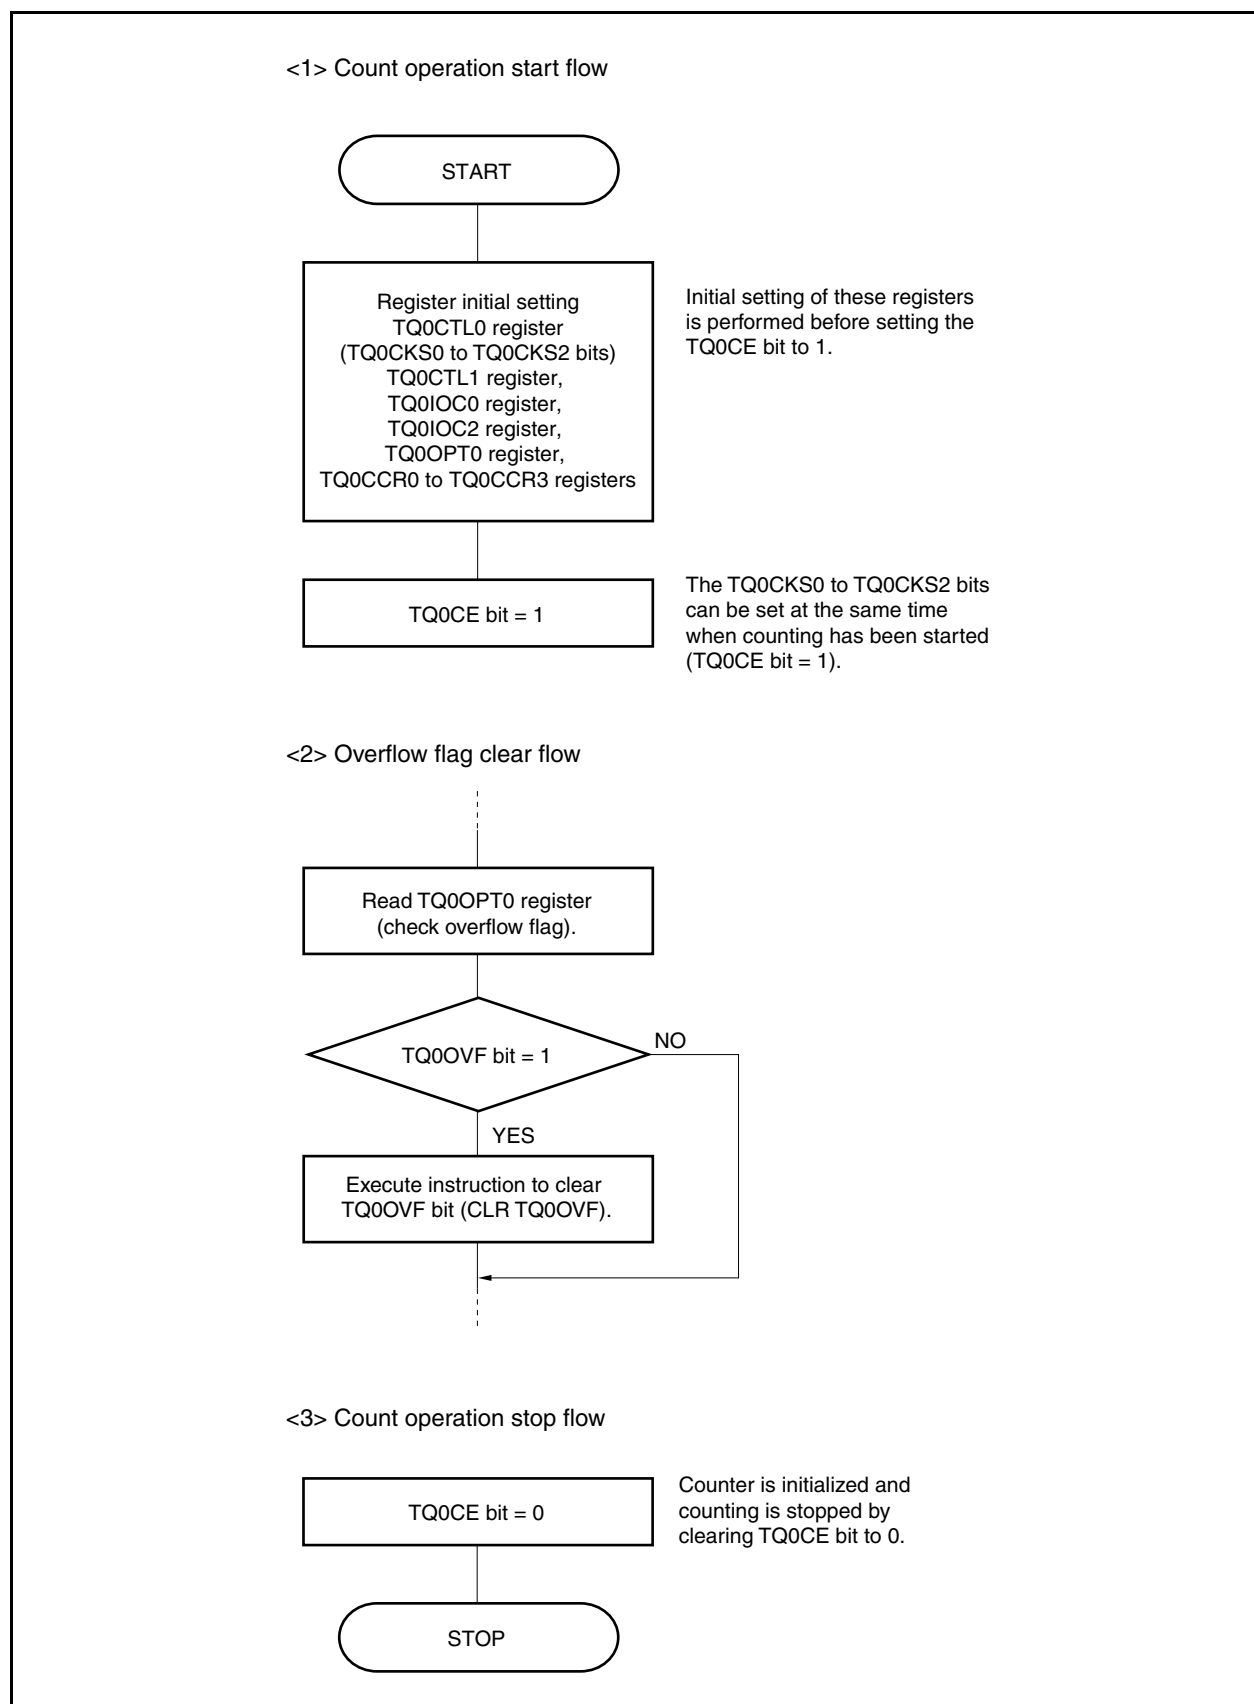 <1> Count operation start flow
START
Register initial setting
TQ0CTL0 register
(TQ0CKS0 to TQ0CKS2 bits)
TQ0CTL1 register,
TQ0IOC0 register,
TQ0IOC2 register,
TQ0OPT0 register,
TQ0CCR0 to TQ0CCR3 registers
Initial setting of these registers
is performed before setting the
TQ0CE bit to 1.
TQ0CE bit = 1
The TQ0CKS0 to TQ0CKS2 bits
can be set at the same time
when counting has been started
(TQ0CE bit = 1).
<2> Overflow flag clear flow
Read TQ0OPT0 register
(check overflow flag).
TQ0OVF bit = 1
NO
YES
Execute instruction to clear
TQ0OVF bit (CLR TQ0OVF).
<3> Count operation stop flow
TQ0CE bit = 0
Counter is initialized and
counting is stopped by
clearing TQ0CE bit to 0.
STOP